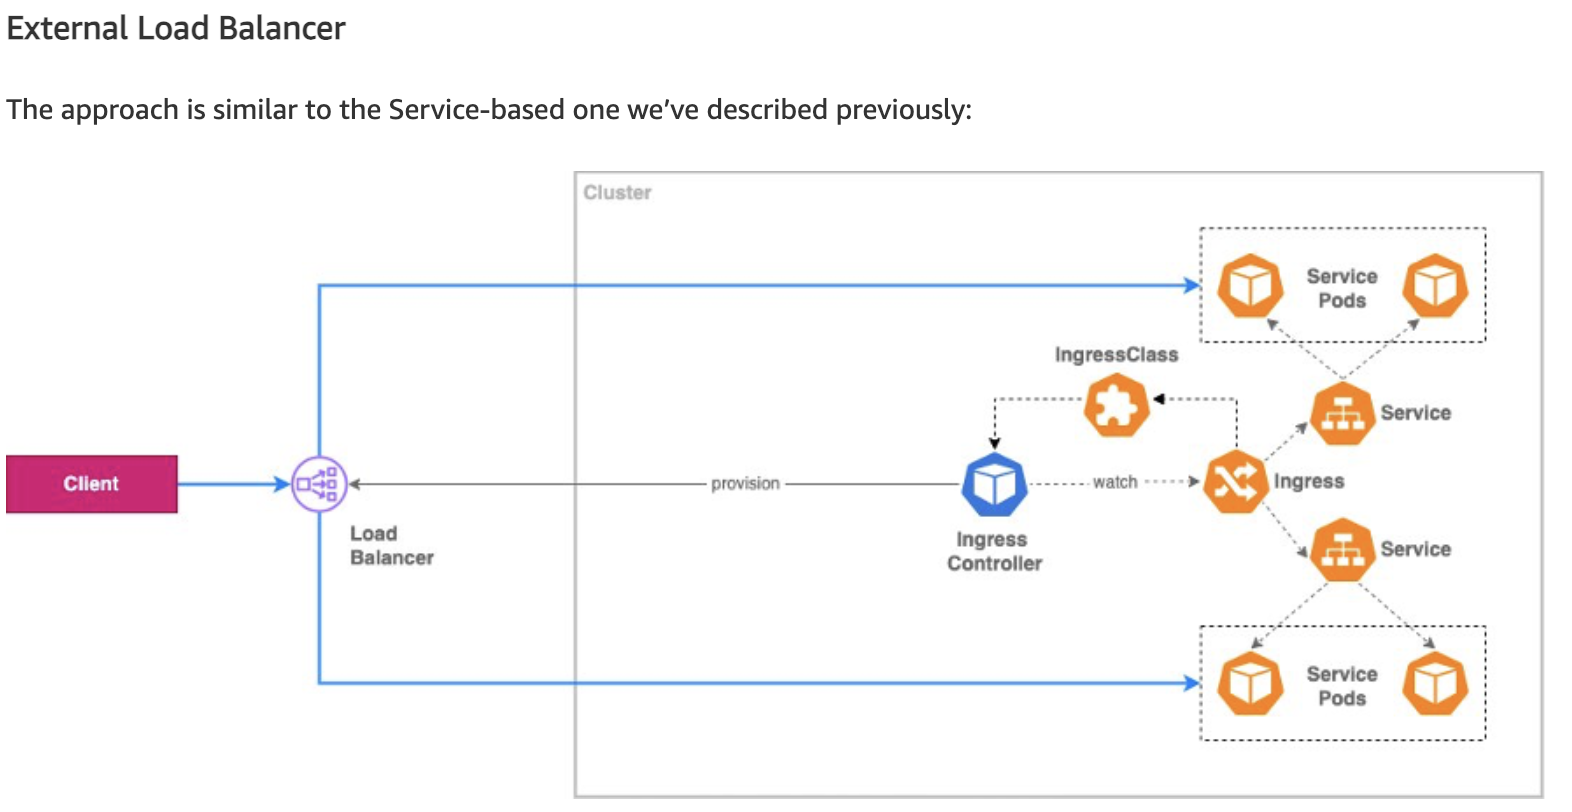 External Load Balancer
The approach is similar to the Service-based one we’ve described previously:
Cluster
Service
Pods
IngressClass
Service
Client
provision
watch
Ingress
Load
Balancer
Ingress
Controller
Service
Service
Pods